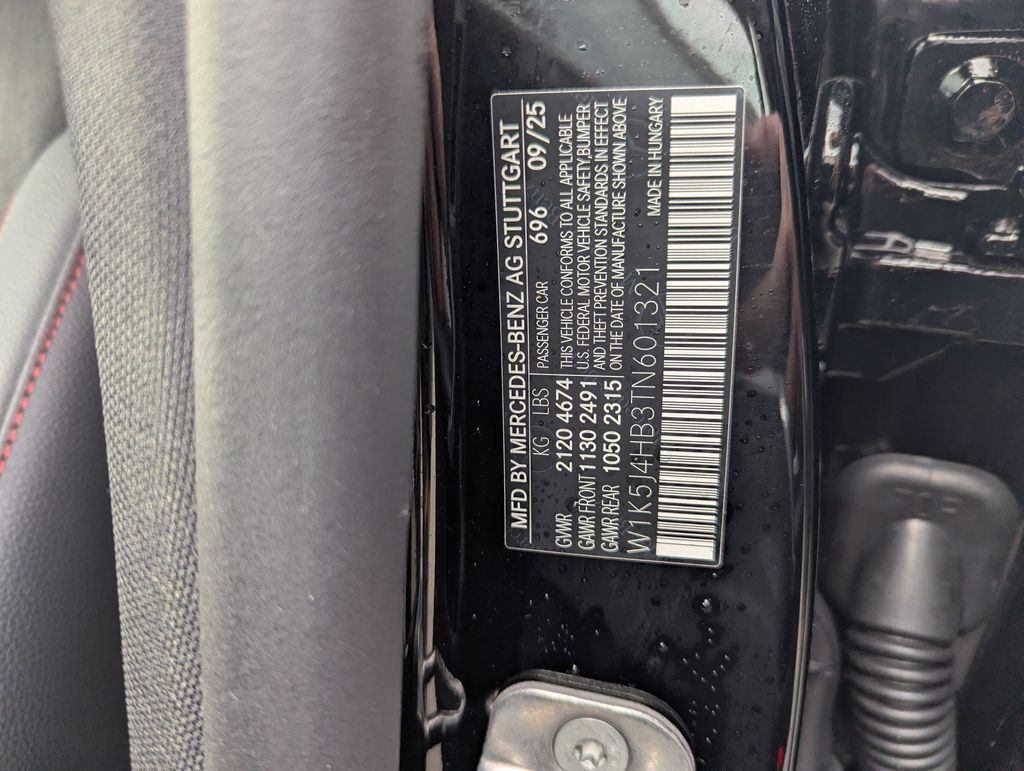 MFD BY MERCEDES-BENZ AG STUTTGART
KG LBS PASSENGER CAR 696 09/25
GWWR 2120 4674 THIS VEHICLE CONFORMS TO ALL APPLICABLE
GAWR FRONT 1130 2491 U.S. FEDERAL MOTOR VEHICLE SAFETY, BUMPER
GAWR REAR 1050 2315 AND THEFT PREVENTION STANDARDS IN EFFECT
ON THE DATE OF MANUFACTURE SHOWN ABOVE
W1K5J4HB3TN601321 MADE IN HUNGARY
TOP